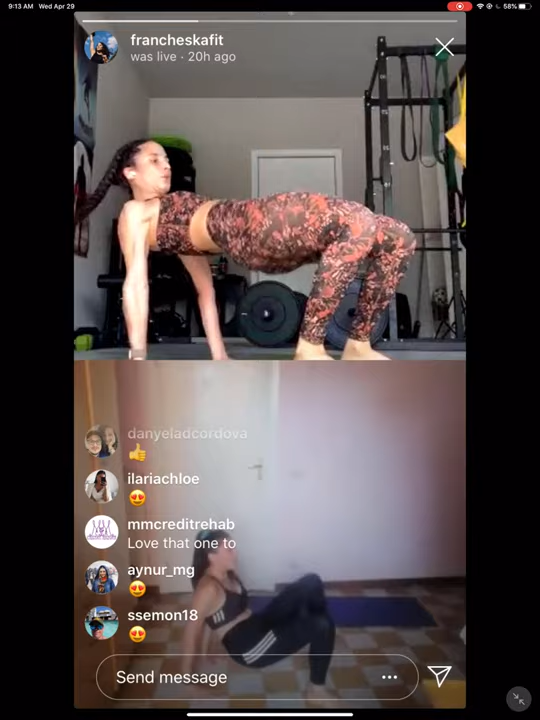 9:13 AM Wed Apr 29
58%
francheskafit
was live · 20h ago
danyeladcordova
👍
ilariachloe
😍
mmcreditrehab
Love that one to
aynur_mg
😍
ssemon18
😍
Send message